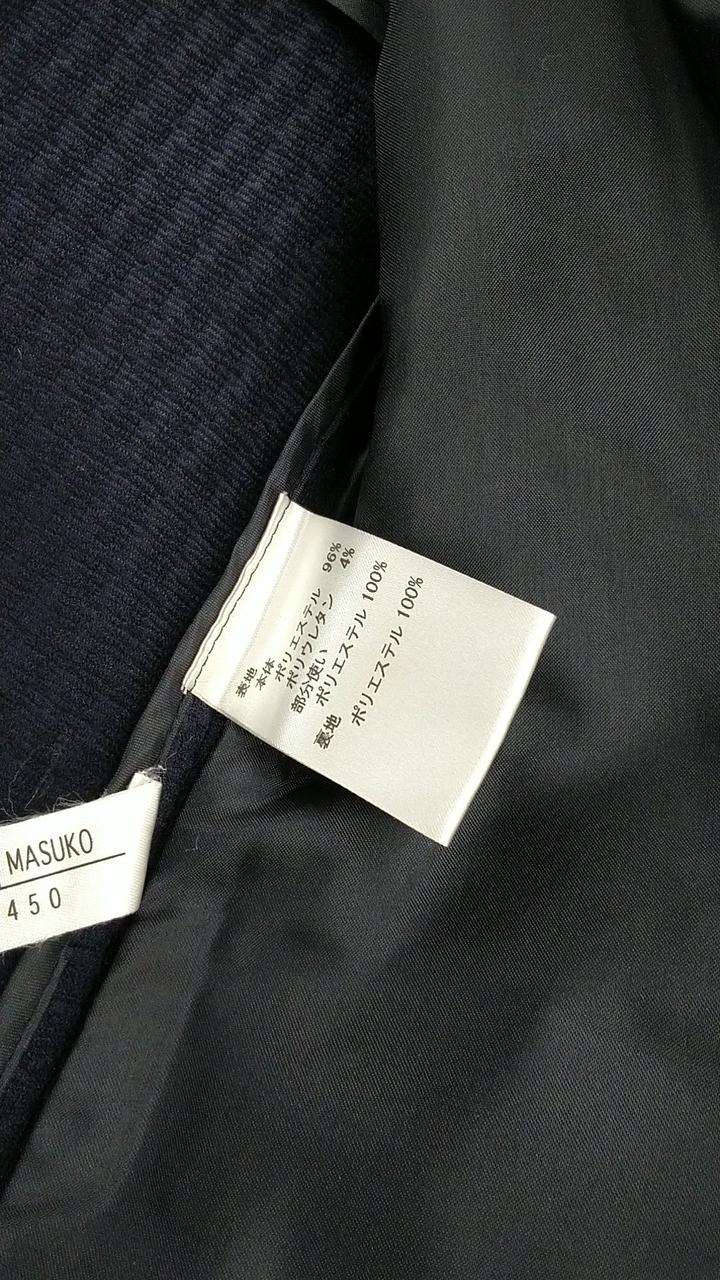 表地
本体
ポリエステル 96%
ポリウレタン 4%
部分使い
ポリエステル 100%
裏地
ポリエステル 100%
MASUKO
450